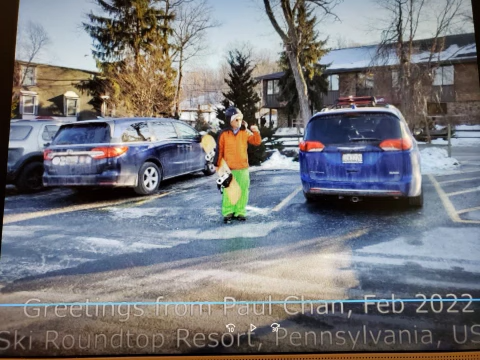 Greetings from Paul Chan, Feb 2022
Ski Roundtop Resort, Pennsylvania, US